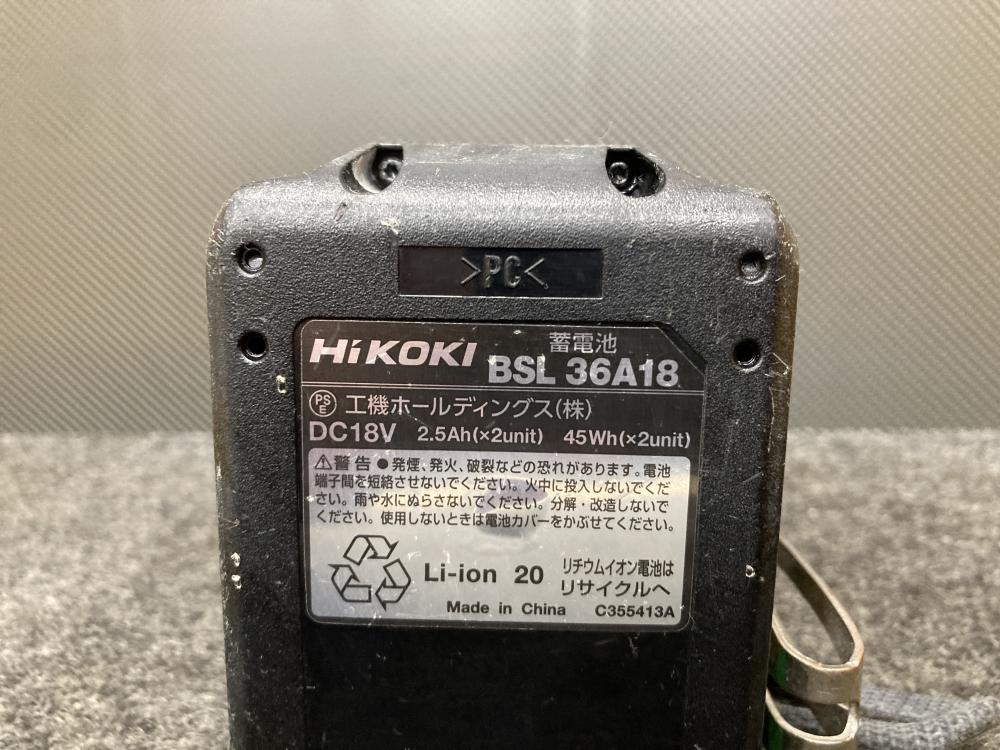 >PC<
HiKOKI 蓄電池
BSL 36A18
PSE 工機ホールディングス(株)
DC18V 2.5Ah(×2unit) 45Wh(×2unit)
⚠警告 ●発煙、発火、破裂などの恐れがあります。電池
端子間を短絡させないでください。火中に投入しないでくだ
さい。雨や水にぬらさないでください。分解・改造しないで
ください。使用しないときは電池カバーをかぶせてください。
Li-ion 20 リチウムイオン電池は
リサイクルへ
Made in China C355413A